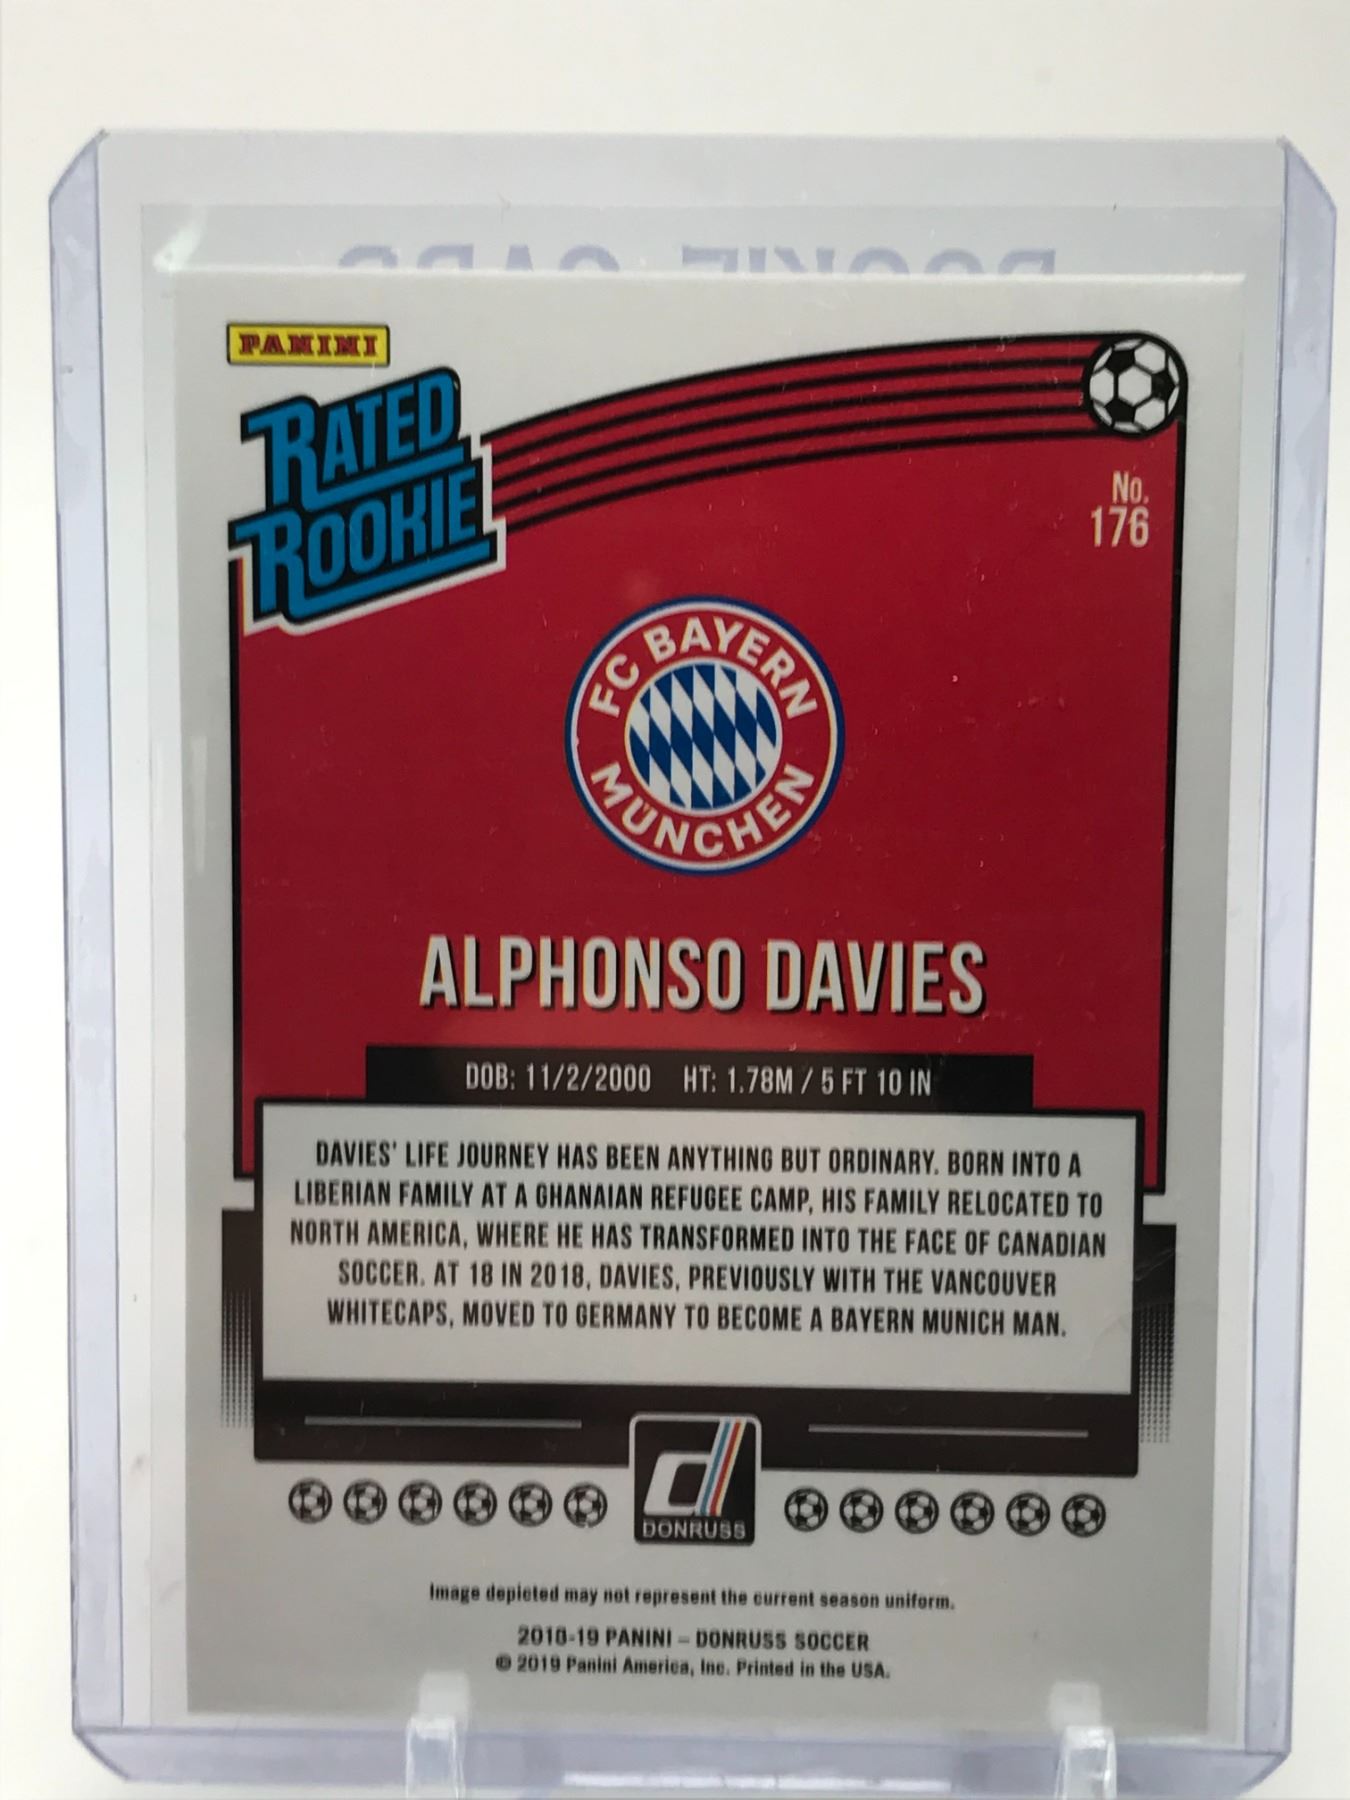 ROOKIE CARD
PANINI
RATED
ROOKIE
No.
176
FC BAYERN
MÜNCHEN
ALPHONSO DAVIES
DOB: 11/2/2000 HT: 1.78M / 5 FT 10 IN
DAVIES' LIFE JOURNEY HAS BEEN ANYTHING BUT ORDINARY. BORN INTO A
LIBERIAN FAMILY AT A GHANAIAN REFUGEE CAMP, HIS FAMILY RELOCATED TO
NORTH AMERICA, WHERE HE HAS TRANSFORMED INTO THE FACE OF CANADIAN
SOCCER. AT 18 IN 2018, DAVIES, PREVIOUSLY WITH THE VANCOUVER
WHITECAPS, MOVED TO GERMANY TO BECOME A BAYERN MUNICH MAN.
d
DONRUSS
Image depicted may not represent the current season uniform.
2018-19 PANINI – DONRUSS SOCCER
© 2019 Panini America, Inc. Printed in the USA.